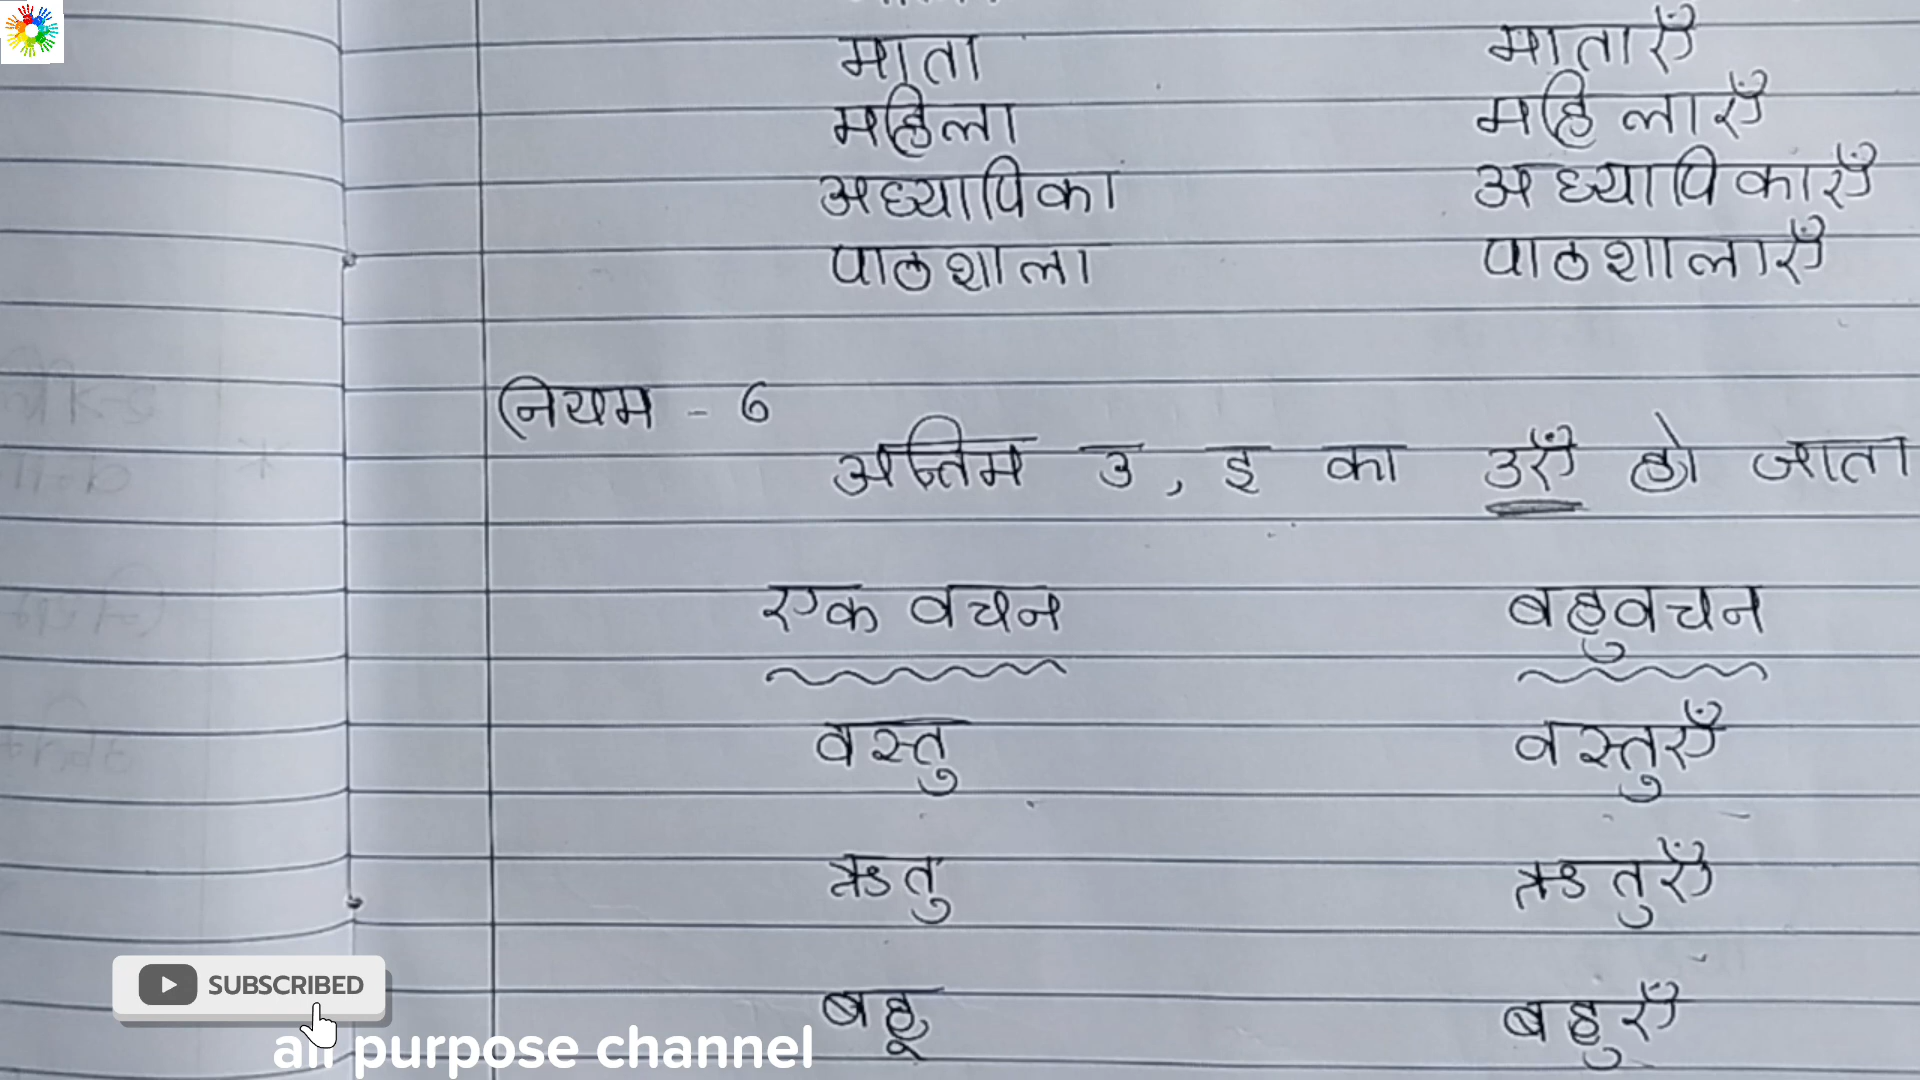 माता माताएँ
महिला महिलाएँ
अध्यापिका अध्यापिकाएँ
पाठशाला पाठशालाएँ
नियम - 6
अन्तिम उ, इ का उएँ हो जाता
एक वचन बहुवचन
वस्तु वस्तुएँ
ऋतु ऋतुएँ
बहू बहुएँ
SUBSCRIBED
all purpose channel